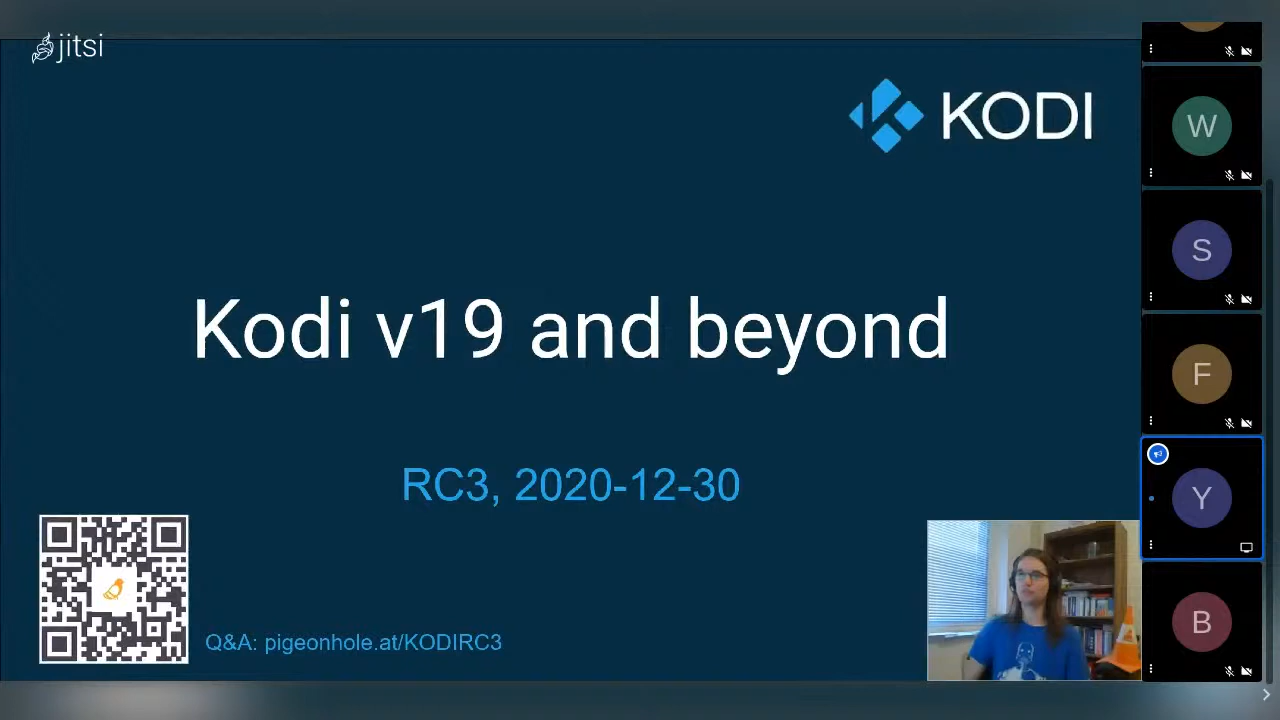 jitsi
KODI
Kodi v19 and beyond
RC3, 2020-12-30
Q&A: pigeonhole.at/KODIRC3
W
S
F
Y
B